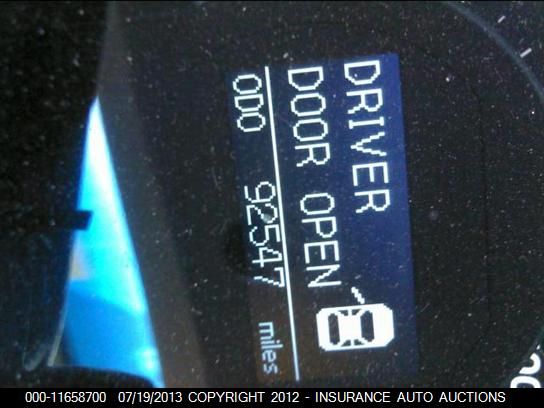 DRIVER
DOOR OPEN
ODO 92547 miles
000-11658700 07/19/2013 COPYRIGHT 2012 - INSURANCE AUTO AUCTIONS